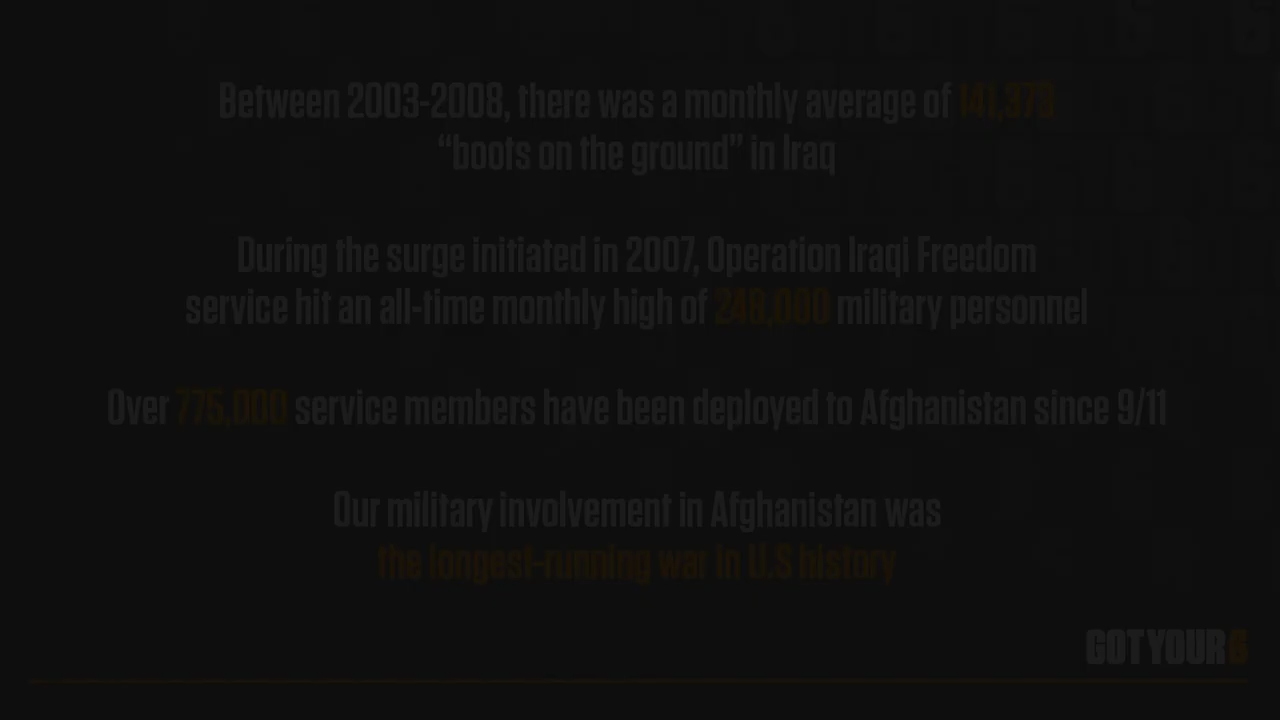 Between 2003-2008, there was a monthly average of 141,373
“boots on the ground” in Iraq
During the surge initiated in 2007, Operation Iraqi Freedom
service hit an all-time monthly high of 248,000 military personnel
Over 775,000 service members have been deployed to Afghanistan since 9/11
Our military involvement in Afghanistan was
the longest-running war in U.S history
GOTYOUR6